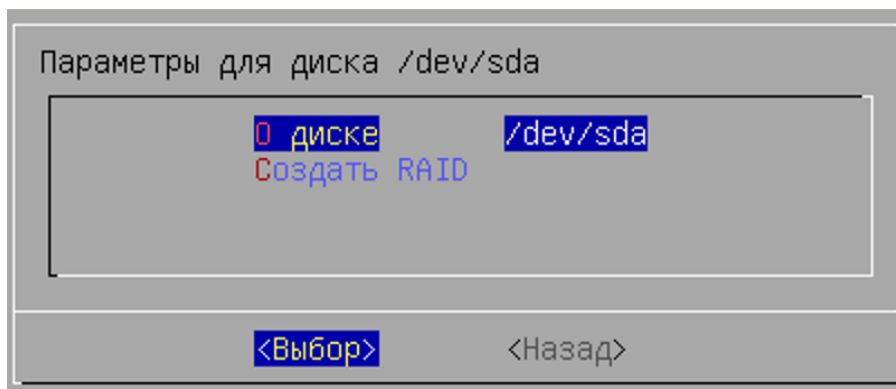 Параметры для диска /dev/sda
О диске /dev/sda
Создать RAID
<Выбор> <Назад>